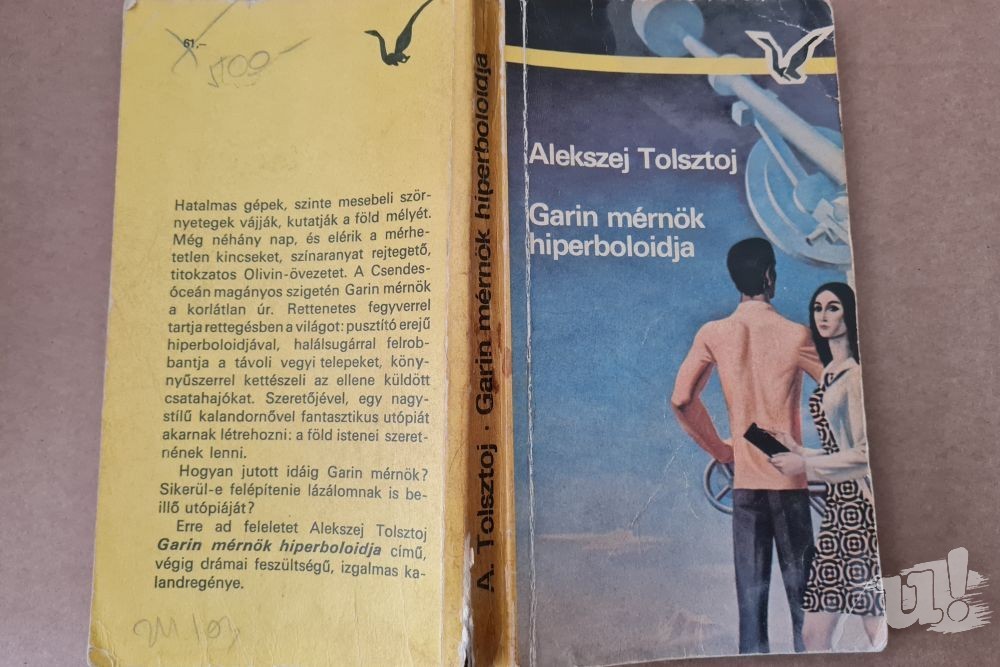 61,–
100–
Hatalmas gépek, szinte mesebeli ször-
nyetegek vájják, kutatják a föld mélyét.
Még néhány nap, és elérik a mérhe-
tetlen kincseket, színaranyat rejtegető,
titokzatos Olivin-övezetet. A Csendes-
óceán magányos szigetén Garin mérnök
a korlátlan úr. Rettenetes fegyverrel
tartja rettegésben a világot: pusztító erejű
hiperboloidjával, halálsugárral felrob-
bantja a távoli vegyi telepeket, köny-
nyűszerrel kettészeli az ellene küldött
csatahajókat. Szeretőjével, egy nagy-
stílű kalandornővel fantasztikus utópiát
akarnak létrehozni: a föld istenei szeret-
nének lenni.
Hogyan jutott idáig Garin mérnök?
Sikerül-e felépítenie lázálomnak is be-
illő utópiáját?
Erre ad feleletet Alekszej Tolsztoj
Garin mérnök hiperboloidja című,
végig drámai feszültségű, izgalmas ka-
landregénye.
A. Tolsztoj · Garin mérnök hiperboloidja
Alekszej Tolsztoj
Garin mérnök
hiperboloidja
u!